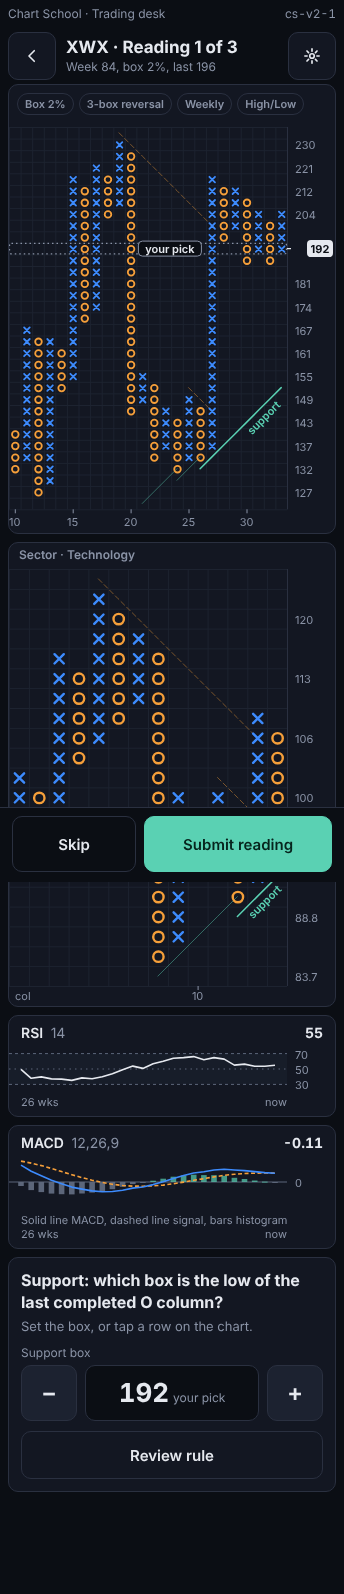 Chart School · Trading desk
cs-v2-1
XWX · Reading 1 of 3
Week 84, box 2%, last 196
Box 2%
3-box reversal
Weekly
High/Low
230
221
212
204
your pick
192
181
174
167
161
155
149
143
137
132
127
support
10
15
20
25
30
Sector · Technology
120
113
106
100
Skip
Submit reading
88.8
83.7
support
col
10
RSI 14
55
70
50
30
26 wks
now
MACD 12,26,9
-0.11
0
Solid line MACD, dashed line signal, bars histogram
26 wks
now
Support: which box is the low of the
last completed O column?
Set the box, or tap a row on the chart.
Support box
−
192 your pick
+
Review rule